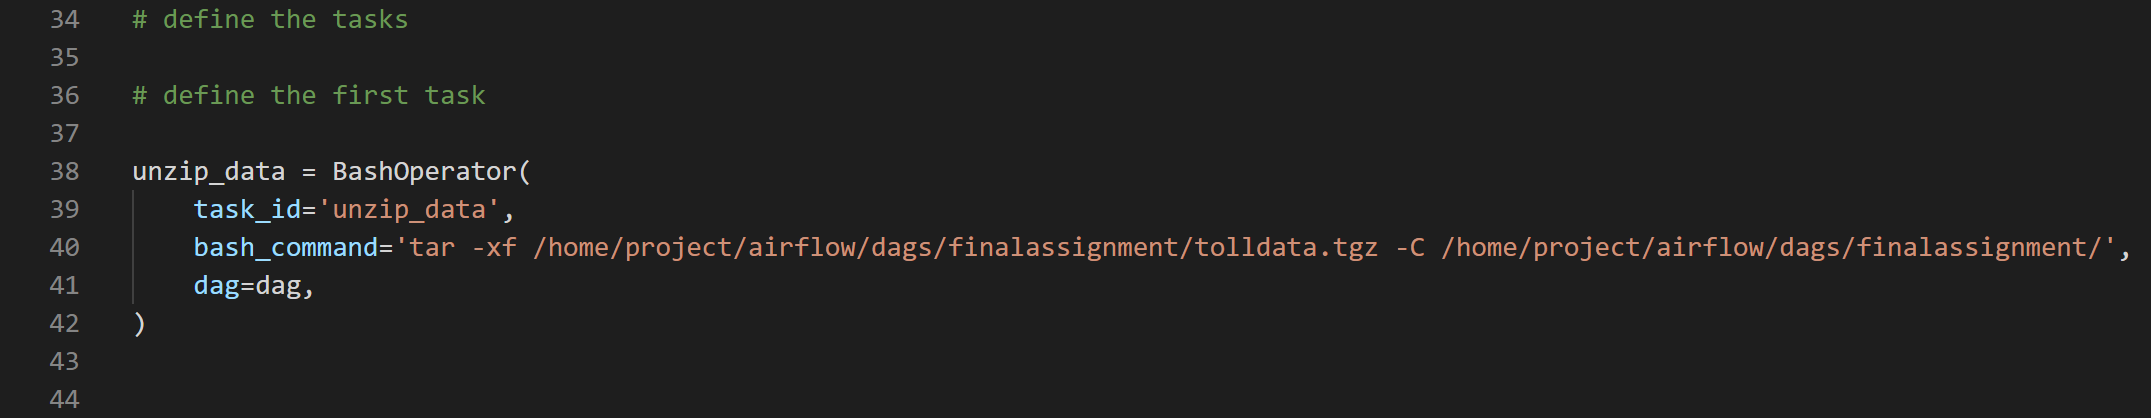 34 # define the tasks
35
36 # define the first task
37
38 unzip_data = BashOperator(
39     task_id='unzip_data',
40     bash_command='tar -xf /home/project/airflow/dags/finalassignment/tolldata.tgz -C /home/project/airflow/dags/finalassignment/',
41     dag=dag,
42 )
43
44